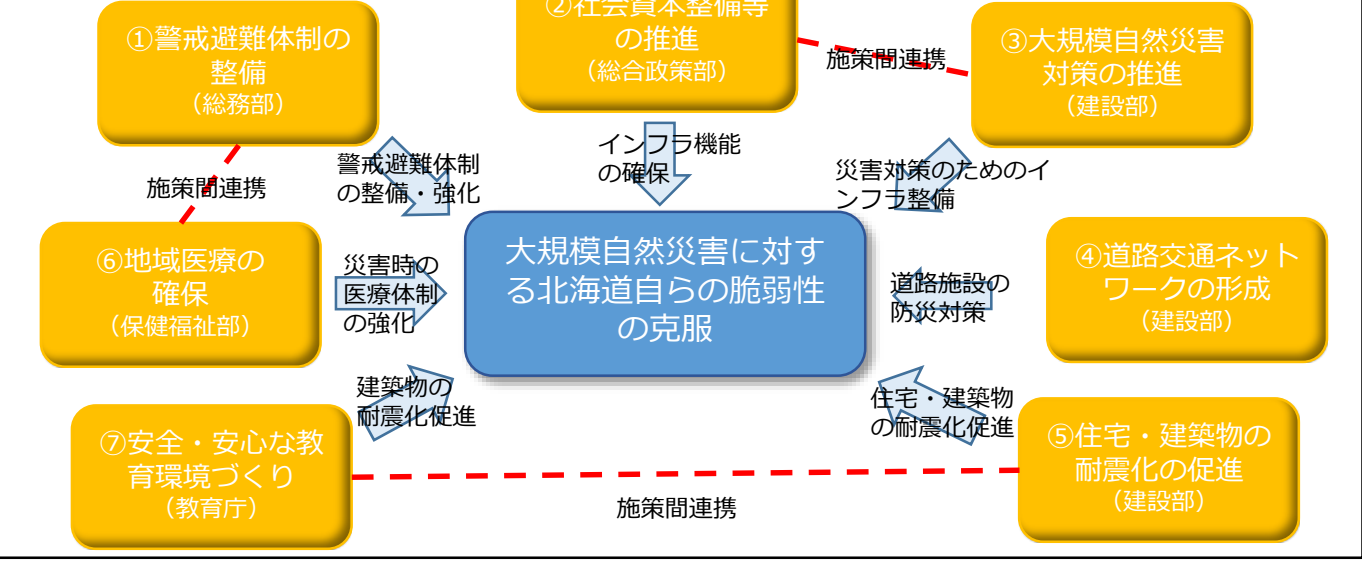 ①警戒避難体制の
整備
（総務部）
②社会資本整備等
の推進
（総合政策部）
施策間連携
③大規模自然災害
対策の推進
（建設部）
施策間連携
警戒避難体制
の整備・強化
インフラ機能
の確保
災害対策のためのイ
ンフラ整備
⑥地域医療の
確保
（保健福祉部）
災害時の
医療体制
の強化
大規模自然災害に対す
る北海道自らの脆弱性
の克服
道路施設の
防災対策
④道路交通ネット
ワークの形成
（建設部）
建築物の
耐震化促進
住宅・建築物
の耐震化促進
⑦安全・安心な教
育環境づくり
（教育庁）
施策間連携
⑤住宅・建築物の
耐震化の促進
（建設部）